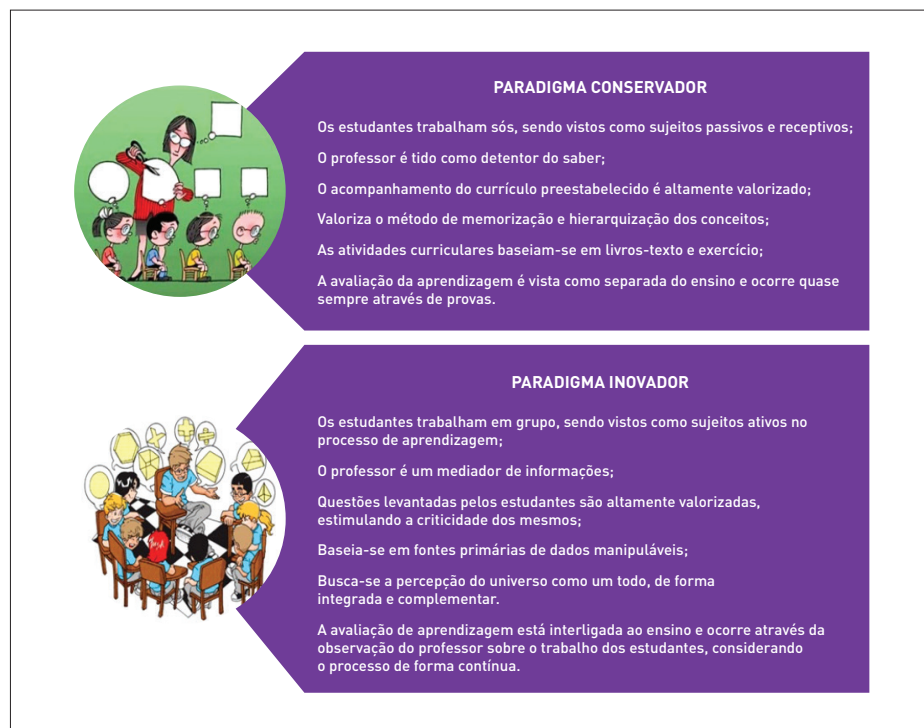 PARADIGMA CONSERVADOR
Os estudantes trabalham sós, sendo vistos como sujeitos passivos e receptivos;
O professor é tido como detentor do saber;
O acompanhamento do currículo preestabelecido é altamente valorizado;
Valoriza o método de memorização e hierarquização dos conceitos;
As atividades curriculares baseiam-se em livros-texto e exercício;
A avaliação da aprendizagem é vista como separada do ensino e ocorre quase
sempre através de provas.
PARADIGMA INOVADOR
Os estudantes trabalham em grupo, sendo vistos como sujeitos ativos no
processo de aprendizagem;
O professor é um mediador de informações;
Questões levantadas pelos estudantes são altamente valorizadas,
estimulando a criticidade dos mesmos;
Baseia-se em fontes primárias de dados manipuláveis;
Busca-se a percepção do universo como um todo, de forma
integrada e complementar.
A avaliação de aprendizagem está interligada ao ensino e ocorre através da
observação do professor sobre o trabalho dos estudantes, considerando
o processo de forma contínua.